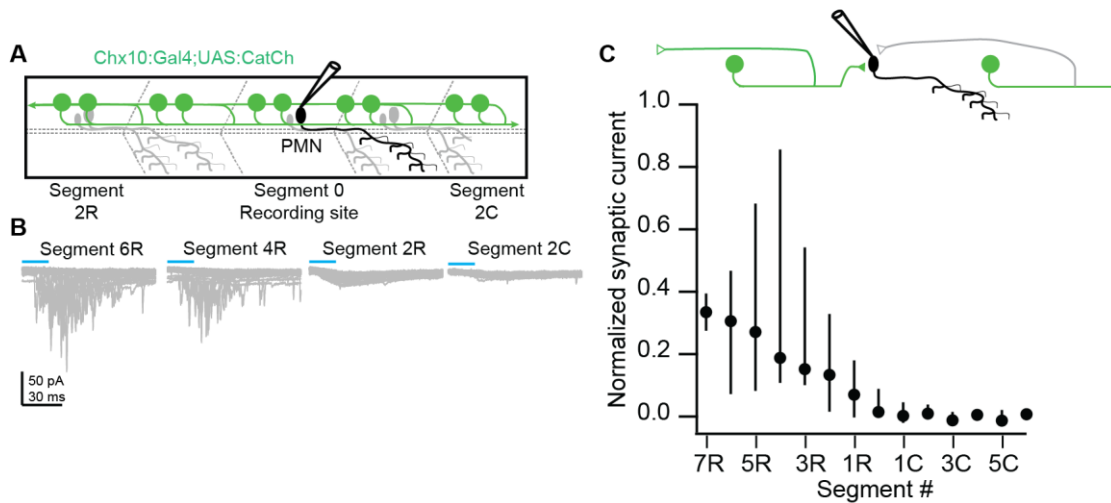 A
Chx10:Gal4;UAS:CatCh
PMN
Segment 2R
Segment 0 Recording site
Segment 2C
B
Segment 6R
Segment 4R
Segment 2R
Segment 2C
50 pA
30 ms
C
Normalized synaptic current
1.0
0.8
0.6
0.4
0.2
0.0
7R 5R 3R 1R 1C 3C 5C
Segment #